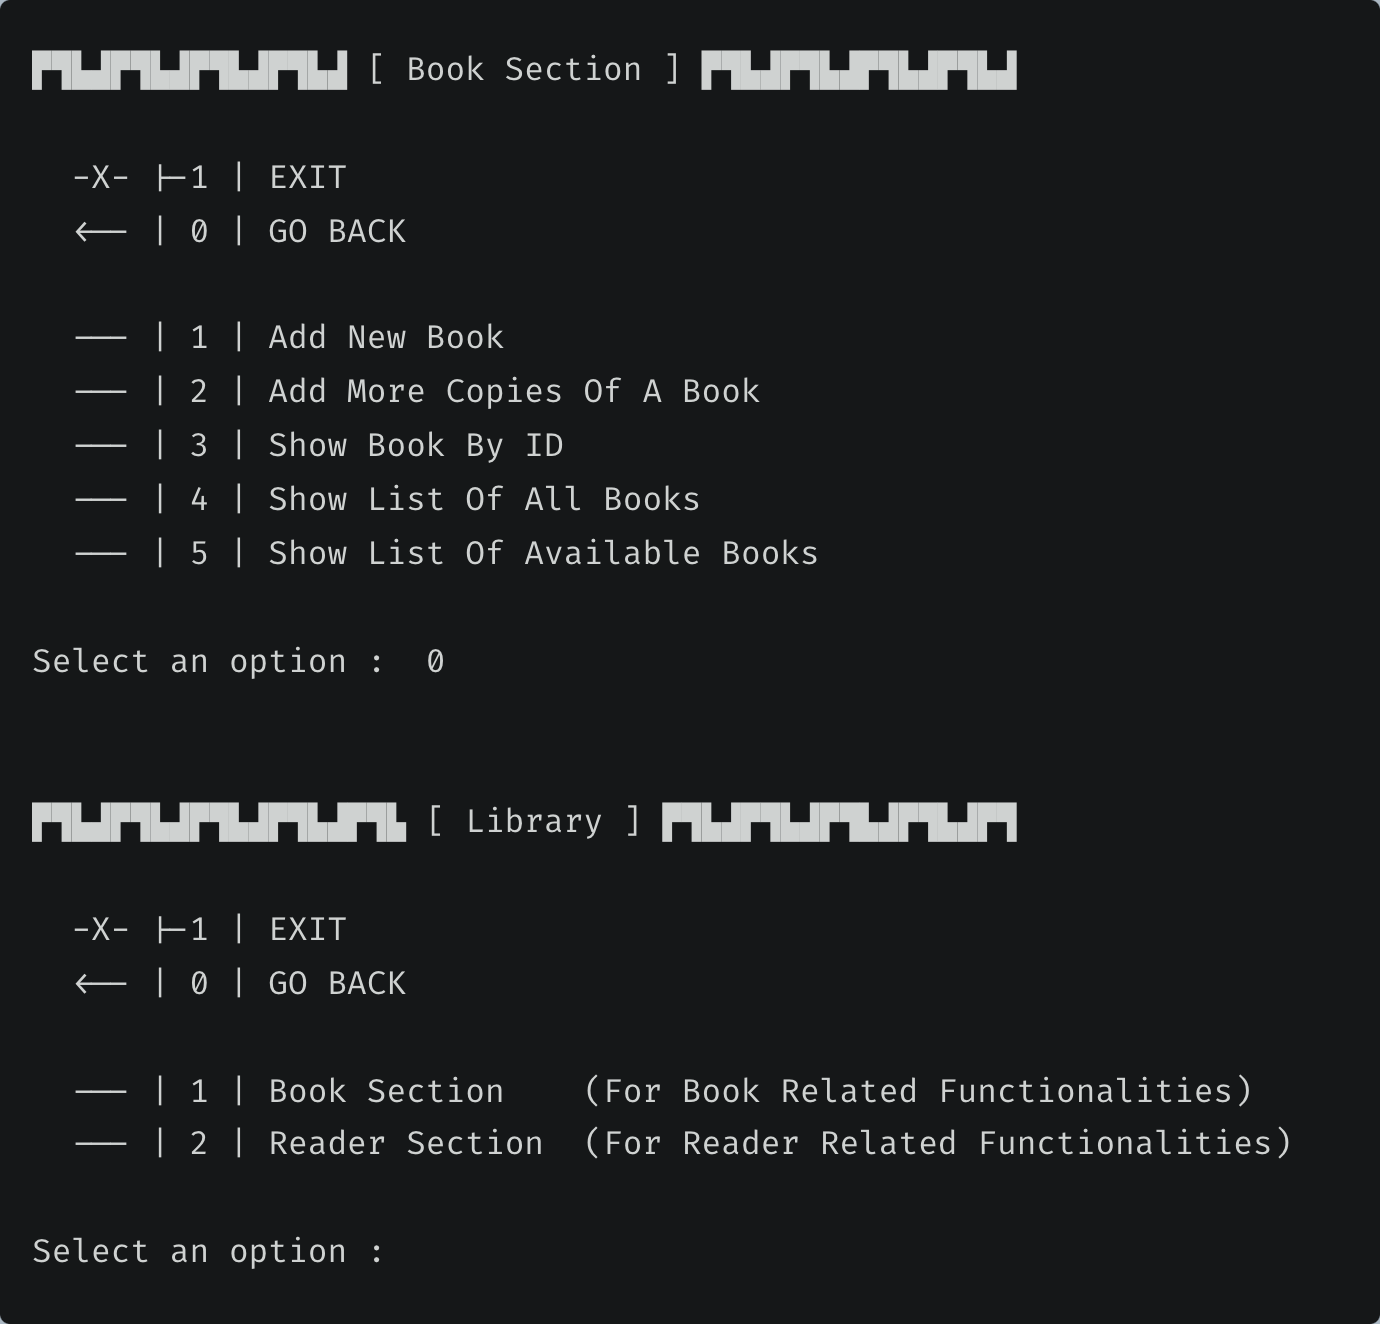 [ Book Section ]
-X- |-1 | EXIT
<-- | 0 | GO BACK
--- | 1 | Add New Book
--- | 2 | Add More Copies Of A Book
--- | 3 | Show Book By ID
--- | 4 | Show List Of All Books
--- | 5 | Show List Of Available Books
Select an option :  0
[ Library ]
-X- |-1 | EXIT
<-- | 0 | GO BACK
--- | 1 | Book Section    (For Book Related Functionalities)
--- | 2 | Reader Section  (For Reader Related Functionalities)
Select an option :